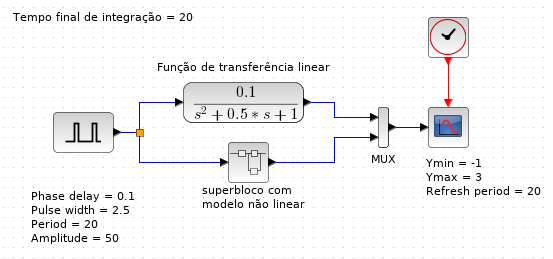 Tempo final de integração = 20
Função de transferência linear
0.1
s² + 0.5 * s + 1
MUX
superbloco com
modelo não linear
Ymin = -1
Ymax = 3
Refresh period = 20
Phase delay = 0.1
Pulse width = 2.5
Period = 20
Amplitude = 50